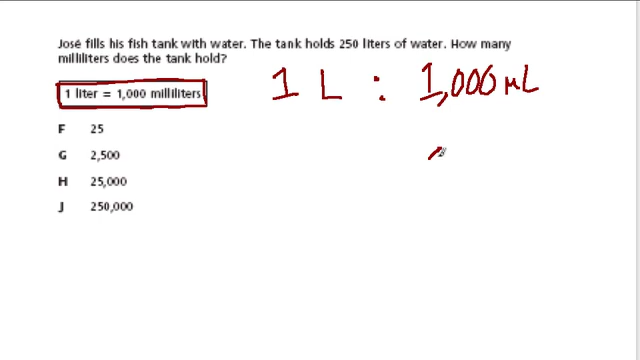 José fills his fish tank with water. The tank holds 250 liters of water. How many
milliliters does the tank hold?
1 liter = 1,000 milliliters
1 L : 1,000 mL
F 25
G 2,500
H 25,000
J 250,000